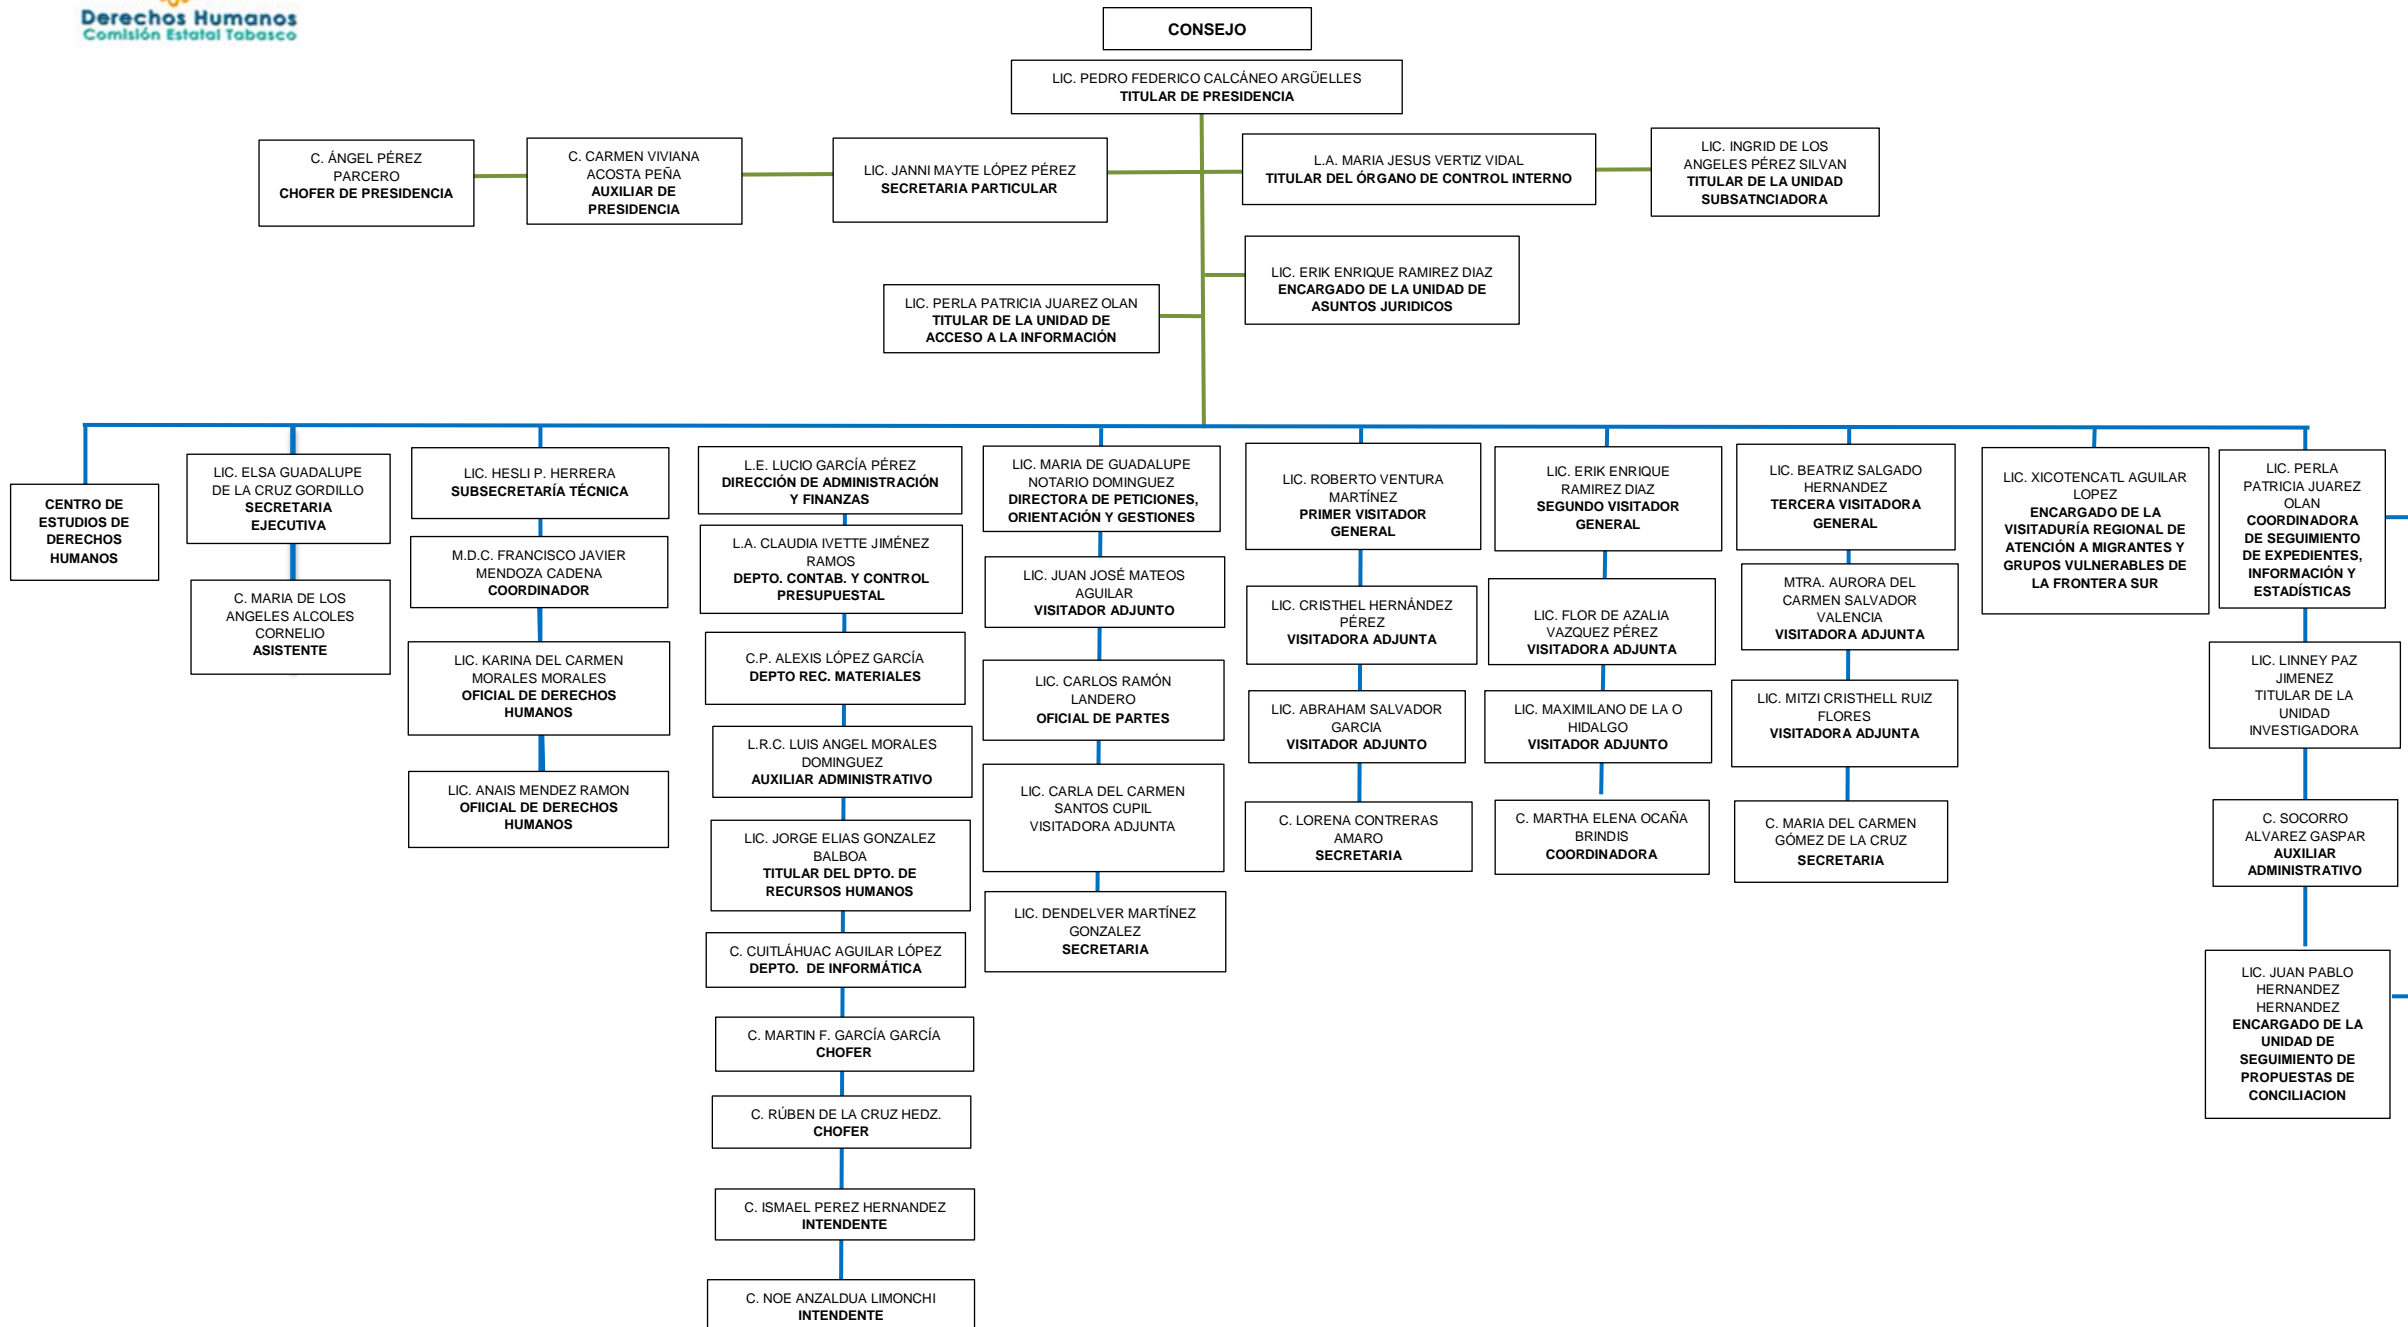 Derechos Humanos
Comisión Estatal Tabasco
CONSEJO
LIC. PEDRO FEDERICO CALCÁNEO ARGÜELLES
TITULAR DE PRESIDENCIA
C. ÁNGEL PÉREZ
PARCERO
CHOFER DE PRESIDENCIA
C. CARMEN VIVIANA
ACOSTA PEÑA
AUXILIAR DE
PRESIDENCIA
LIC. JANNI MAYTE LÓPEZ PÉREZ
SECRETARIA PARTICULAR
L.A. MARIA JESUS VERTIZ VIDAL
TITULAR DEL ÓRGANO DE CONTROL INTERNO
LIC. INGRID DE LOS
ANGELES PÉREZ SILVAN
TITULAR DE LA UNIDAD
SUBSATNCIADORA
LIC. ERIK ENRIQUE RAMIREZ DIAZ
ENCARGADO DE LA UNIDAD DE
ASUNTOS JURIDICOS
LIC. PERLA PATRICIA JUAREZ OLAN
TITULAR DE LA UNIDAD DE
ACCESO A LA INFORMACIÓN
CENTRO DE
ESTUDIOS DE
DERECHOS
HUMANOS
LIC. ELSA GUADALUPE
DE LA CRUZ GORDILLO
SECRETARIA
EJECUTIVA
C. MARIA DE LOS
ANGELES ALCOLES
CORNELIO
ASISTENTE
LIC. HESLI P. HERRERA
SUBSECRETARÍA TÉCNICA
M.D.C. FRANCISCO JAVIER
MENDOZA CADENA
COORDINADOR
LIC. KARINA DEL CARMEN
MORALES MORALES
OFICIAL DE DERECHOS
HUMANOS
LIC. ANAIS MENDEZ RAMON
OFIICIAL DE DERECHOS
HUMANOS
L.E. LUCIO GARCÍA PÉREZ
DIRECCIÓN DE ADMINISTRACIÓN
Y FINANZAS
L.A. CLAUDIA IVETTE JIMÉNEZ
RAMOS
DEPTO. CONTAB. Y CONTROL
PRESUPUESTAL
C.P. ALEXIS LÓPEZ GARCÍA
DEPTO REC. MATERIALES
L.R.C. LUIS ANGEL MORALES
DOMINGUEZ
AUXILIAR ADMINISTRATIVO
LIC. JORGE ELIAS GONZALEZ
BALBOA
TITULAR DEL DPTO. DE
RECURSOS HUMANOS
C. CUITLÁHUAC AGUILAR LÓPEZ
DEPTO. DE INFORMÁTICA
C. MARTIN F. GARCÍA GARCÍA
CHOFER
C. RÚBEN DE LA CRUZ HEDZ.
CHOFER
C. ISMAEL PEREZ HERNANDEZ
INTENDENTE
C. NOE ANZALDUA LIMONCHI
INTENDENTE
LIC. MARIA DE GUADALUPE
NOTARIO DOMINGUEZ
DIRECTORA DE PETICIONES,
ORIENTACIÓN Y GESTIONES
LIC. JUAN JOSÉ MATEOS
AGUILAR
VISITADOR ADJUNTO
LIC. CARLOS RAMÓN
LANDERO
OFICIAL DE PARTES
LIC. CARLA DEL CARMEN
SANTOS CUPIL
VISITADORA ADJUNTA
LIC. DENDELVER MARTÍNEZ
GONZALEZ
SECRETARIA
LIC. ROBERTO VENTURA
MARTÍNEZ
PRIMER VISITADOR
GENERAL
LIC. CRISTHEL HERNÁNDEZ
PÉREZ
VISITADORA ADJUNTA
LIC. ABRAHAM SALVADOR
GARCIA
VISITADOR ADJUNTO
C. LORENA CONTRERAS
AMARO
SECRETARIA
LIC. ERIK ENRIQUE
RAMIREZ DIAZ
SEGUNDO VISITADOR
GENERAL
LIC. FLOR DE AZALIA
VAZQUEZ PÉREZ
VISITADORA ADJUNTA
LIC. MAXIMILANO DE LA O
HIDALGO
VISITADOR ADJUNTO
C. MARTHA ELENA OCAÑA
BRINDIS
COORDINADORA
LIC. BEATRIZ SALGADO
HERNANDEZ
TERCERA VISITADORA
GENERAL
MTRA. AURORA DEL
CARMEN SALVADOR
VALENCIA
VISITADORA ADJUNTA
LIC. MITZI CRISTHELL RUIZ
FLORES
VISITADORA ADJUNTA
C. MARIA DEL CARMEN
GÓMEZ DE LA CRUZ
SECRETARIA
LIC. XICOTENCATL AGUILAR
LOPEZ
ENCARGADO DE LA
VISITADURÍA REGIONAL DE
ATENCIÓN A MIGRANTES Y
GRUPOS VULNERABLES DE
LA FRONTERA SUR
LIC. PERLA
PATRICIA JUAREZ
OLAN
COORDINADORA
DE SEGUIMIENTO
DE EXPEDIENTES,
INFORMACIÓN Y
ESTADÍSTICAS
LIC. LINNEY PAZ
JIMENEZ
TITULAR DE LA
UNIDAD
INVESTIGADORA
C. SOCORRO
ALVAREZ GASPAR
AUXILIAR
ADMINISTRATIVO
LIC. JUAN PABLO
HERNANDEZ
HERNANDEZ
ENCARGADO DE LA
UNIDAD DE
SEGUIMIENTO DE
PROPUESTAS DE
CONCILIACION